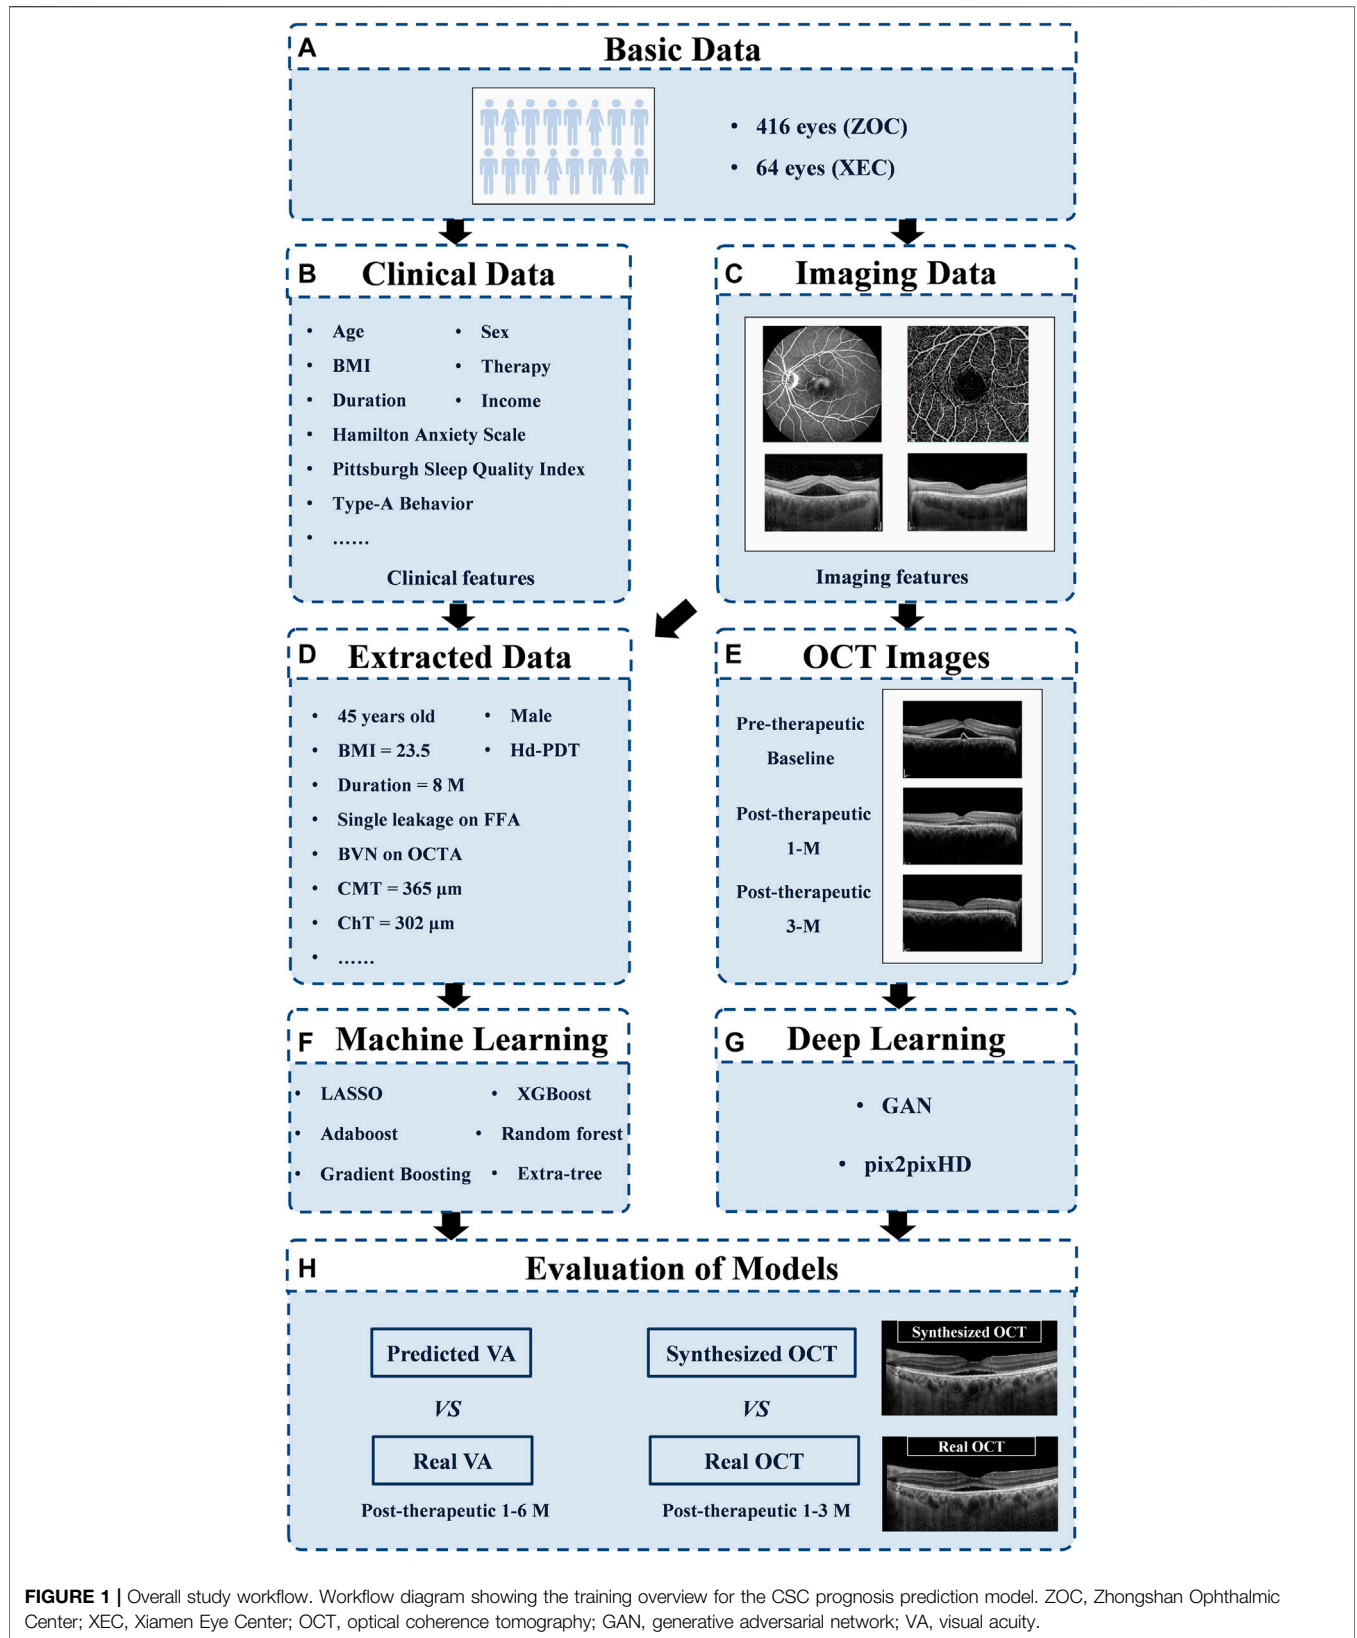 A
Basic Data
• 416 eyes (ZOC)
• 64 eyes (XEC)
B
Clinical Data
• Age
• Sex
• BMI
• Therapy
• Duration
• Income
• Hamilton Anxiety Scale
• Pittsburgh Sleep Quality Index
• Type-A Behavior
• ……
Clinical features
C
Imaging Data
Imaging features
D
Extracted Data
• 45 years old
• Male
• BMI = 23.5
• Hd-PDT
• Duration = 8 M
• Single leakage on FFA
• BVN on OCTA
• CMT = 365 μm
• ChT = 302 μm
• ……
E
OCT Images
Pre-therapeutic
Baseline
Post-therapeutic
1-M
Post-therapeutic
3-M
F
Machine Learning
• LASSO
• XGBoost
• Adaboost
• Random forest
• Gradient Boosting
• Extra-tree
G
Deep Learning
• GAN
• pix2pixHD
H
Evaluation of Models
Predicted VA
VS
Real VA
Post-therapeutic 1-6 M
Synthesized OCT
VS
Real OCT
Post-therapeutic 1-3 M
Synthesized OCT
Real OCT
FIGURE 1 | Overall study workflow. Workflow diagram showing the training overview for the CSC prognosis prediction model. ZOC, Zhongshan Ophthalmic
Center; XEC, Xiamen Eye Center; OCT, optical coherence tomography; GAN, generative adversarial network; VA, visual acuity.